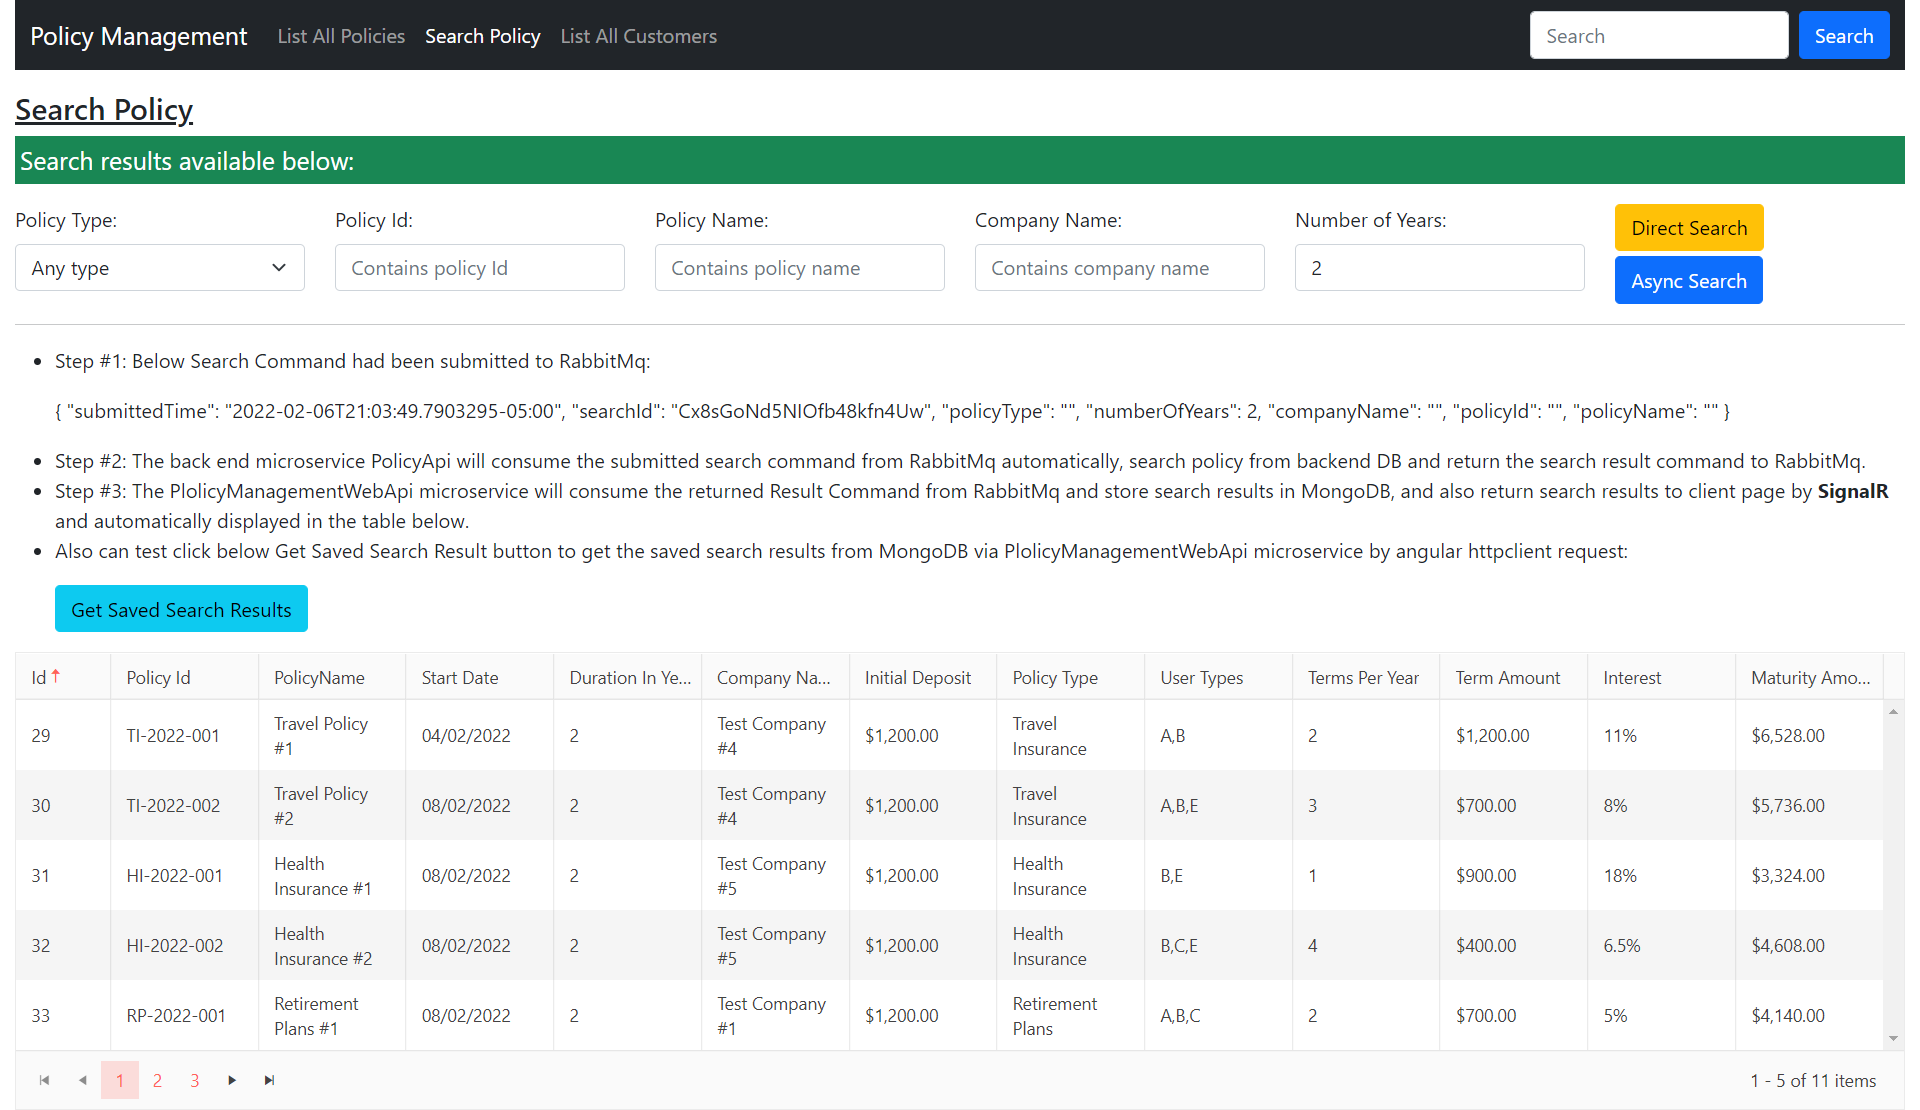 Policy Management List All Policies Search Policy List All Customers Search Search
Search Policy
Search results available below:
Policy Type: Policy Id: Policy Name: Company Name: Number of Years:
Direct Search
Any type Contains policy Id Contains policy name Contains company name 2
Async Search
Step #1: Below Search Command had been submitted to RabbitMq:
{ "submittedTime": "2022-02-06T21:03:49.7903295-05:00", "searchId": "Cx8sGoNd5NIOfb48kfn4Uw", "policyType": "", "numberOfYears": 2, "companyName": "", "policyId": "", "policyName": "" }
Step #2: The back end microservice PolicyApi will consume the submitted search command from RabbitMq automatically, search policy from backend DB and return the search result command to RabbitMq.
Step #3: The PlolicyManagementWebApi microservice will consume the returned Result Command from RabbitMq and store search results in MongoDB, and also return search results to client page by SignalR
and automatically displayed in the table below.
Also can test click below Get Saved Search Result button to get the saved search results from MongoDB via PlolicyManagementWebApi microservice by angular httpclient request:
Get Saved Search Results
Id Policy Id PolicyName Start Date Duration In Ye... Company Na... Initial Deposit Policy Type User Types Terms Per Year Term Amount Interest Maturity Amo...
29 TI-2022-001 Travel Policy #1 04/02/2022 2 Test Company #4 $1,200.00 Travel Insurance A,B 2 $1,200.00 11% $6,528.00
30 TI-2022-002 Travel Policy #2 08/02/2022 2 Test Company #4 $1,200.00 Travel Insurance A,B,E 3 $700.00 8% $5,736.00
31 HI-2022-001 Health Insurance #1 08/02/2022 2 Test Company #5 $1,200.00 Health Insurance B,E 1 $900.00 18% $3,324.00
32 HI-2022-002 Health Insurance #2 08/02/2022 2 Test Company #5 $1,200.00 Health Insurance B,C,E 4 $400.00 6.5% $4,608.00
33 RP-2022-001 Retirement Plans #1 08/02/2022 2 Test Company #1 $1,200.00 Retirement Plans A,B,C 2 $700.00 5% $4,140.00
1 2 3 1 - 5 of 11 items